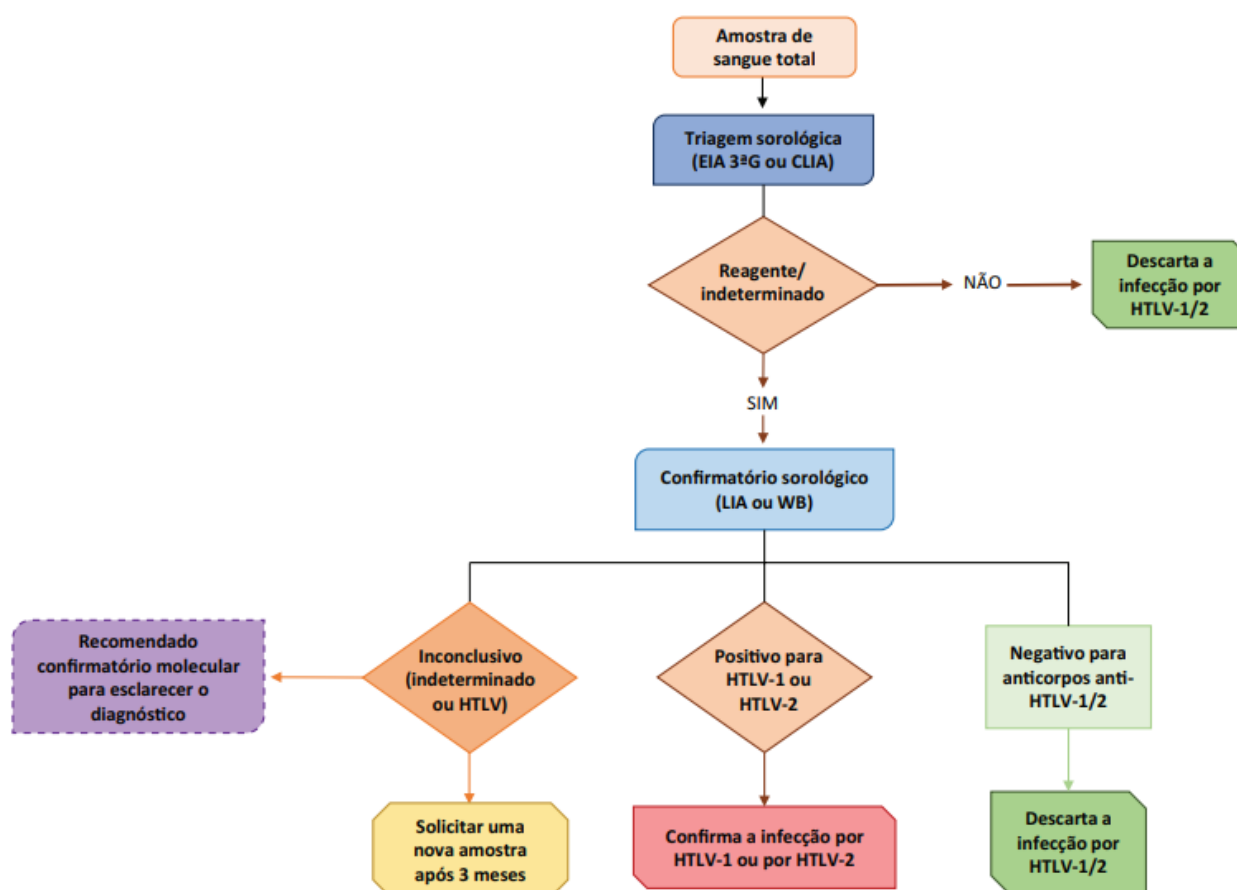 Amostra de
sangue total
Triagem sorológica
(EIA 3ªG ou CLIA)
Reagente/
indeterminado
NÃO
Descarta a
infecção por
HTLV-1/2
SIM
Confirmatório sorológico
(LIA ou WB)
Recomendado
confirmatório molecular
para esclarecer o
diagnóstico
Inconclusivo
(indeterminado
ou HTLV)
Positivo para
HTLV-1 ou
HTLV-2
Negativo para
anticorpos anti-
HTLV-1/2
Solicitar uma
nova amostra
após 3 meses
Confirma a infecção por
HTLV-1 ou por HTLV-2
Descarta a
infecção por
HTLV-1/2